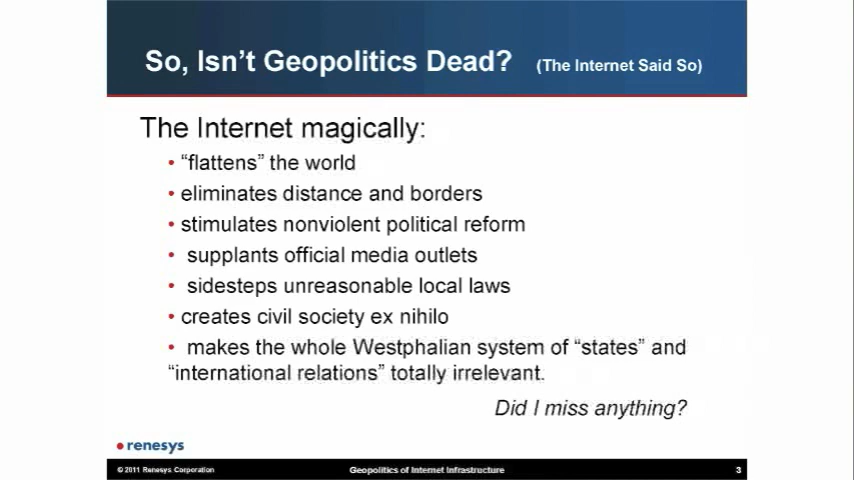 So, Isn't Geopolitics Dead? (The Internet Said So)
The Internet magically:
• "flattens" the world
• eliminates distance and borders
• stimulates nonviolent political reform
• supplants official media outlets
• sidesteps unreasonable local laws
• creates civil society ex nihilo
• makes the whole Westphalian system of "states" and
"international relations" totally irrelevant.
Did I miss anything?
renesys
© 2011 Renesys Corporation Geopolitics of Internet Infrastructure 3